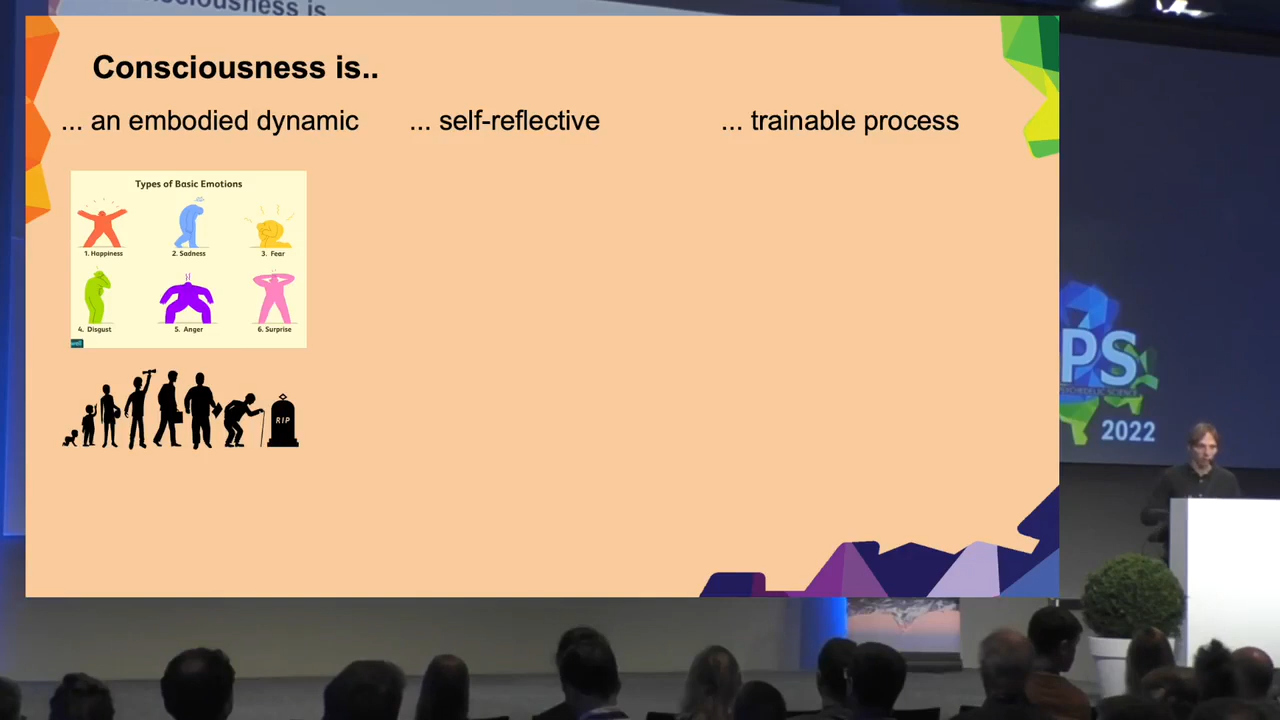 Consciousness is..
... an embodied dynamic
... self-reflective
... trainable process
Types of Basic Emotions
1. Happiness
2. Sadness
3. Fear
4. Disgust
5. Anger
6. Surprise
RIP
PS
2022